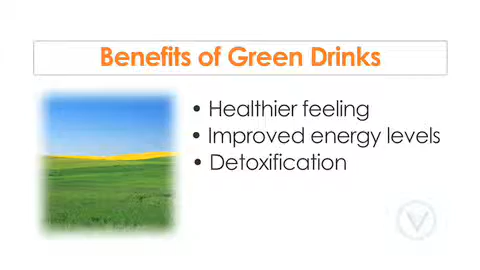 Benefits of Green Drinks
• Healthier feeling
• Improved energy levels
• Detoxification
V